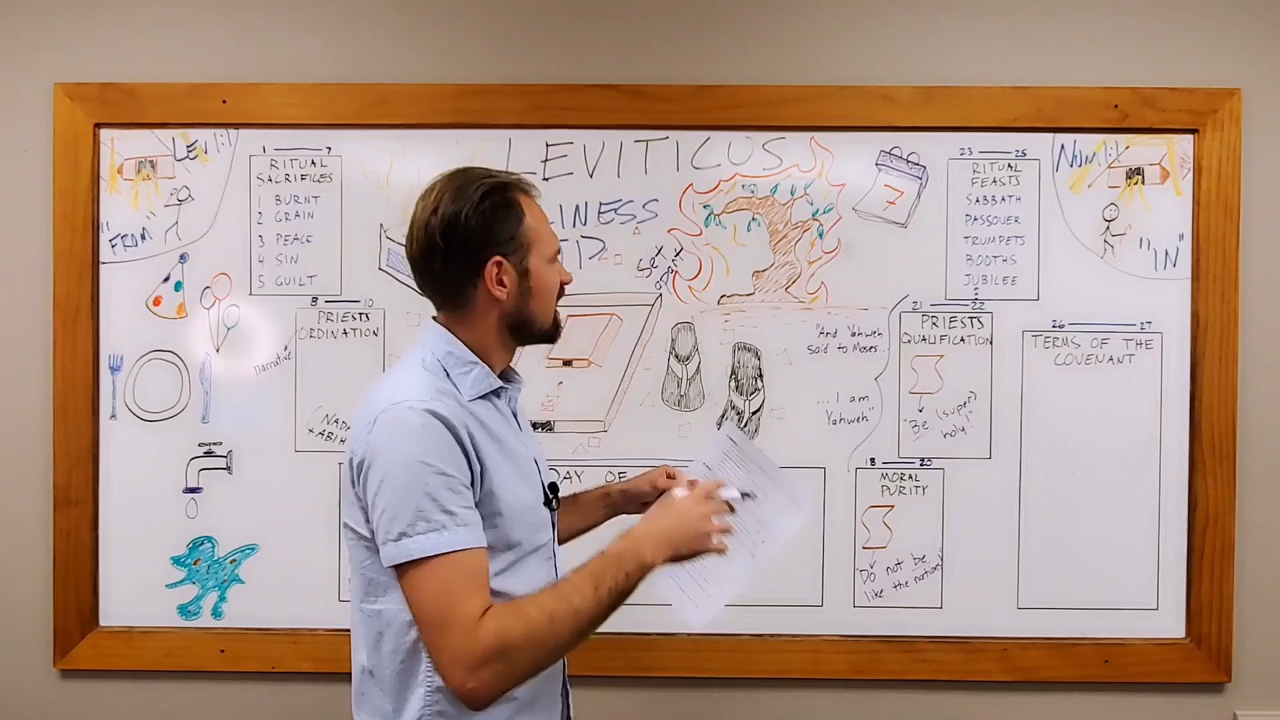 LEV 1:1
"FROM"
1 — 7
RITUAL
SACRIFICES
1 BURNT
2 GRAIN
3 PEACE
4 SIN
5 GUILT
8 — 10
PRIESTS
ORDINATION
Narrative
(NADA
+ABIH
LEVITICUS
INESS
Set
apart
DAY OF
7
"And Yahweh
said to Moses...
... I am
Yahweh"
23 — 25
RITUAL
FEASTS
SABBATH
PASSOVER
TRUMPETS
BOOTHS
JUBILEE
21 — 22
PRIESTS
QUALIFICATION
"Be (super)
holy!"
18 — 20
MORAL
PURITY
"Do not be
like the nations"
26 — 27
TERMS OF THE
COVENANT
NUM 1:1
"IN"